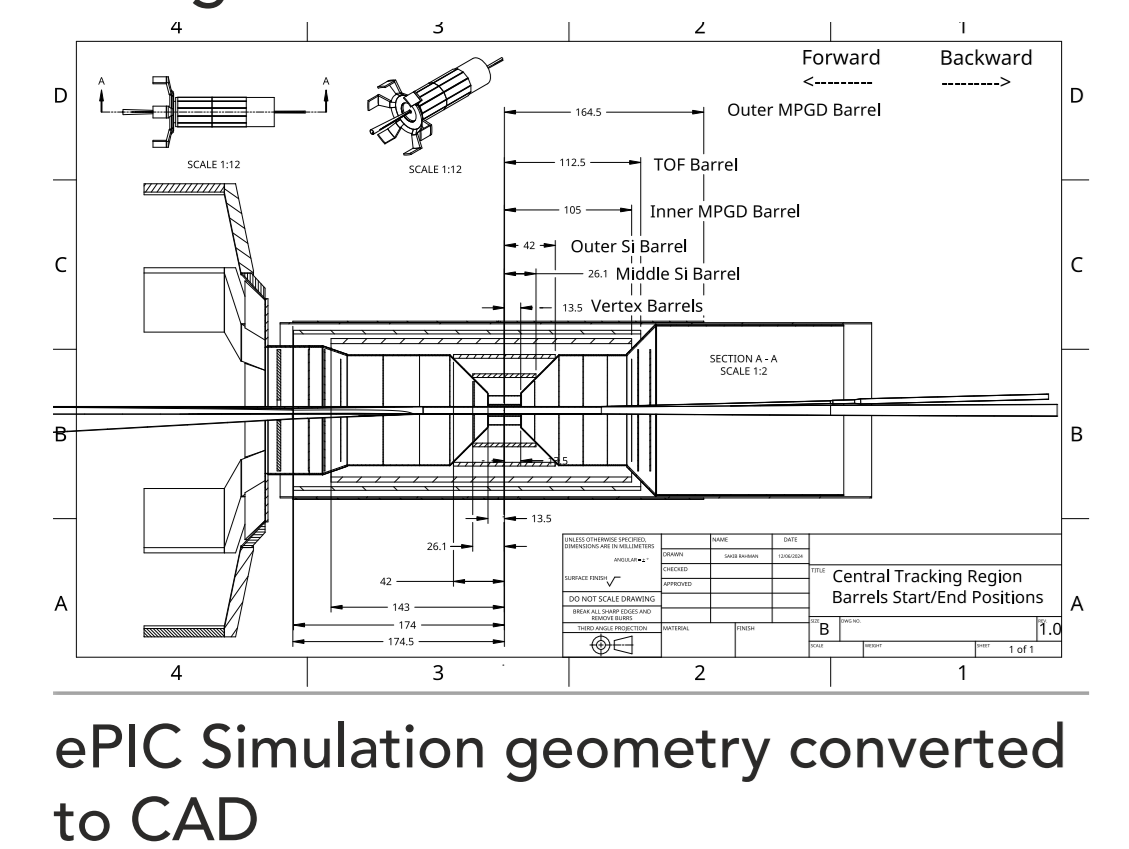 4 3 2 1
Forward Backward
<--------- --------->
D D
A A
164.5 Outer MPGD Barrel
SCALE 1:12
SCALE 1:12
112.5 TOF Barrel
105 Inner MPGD Barrel
42 Outer Si Barrel
C C
26.1 Middle Si Barrel
13.5 Vertex Barrels
SECTION A - A
SCALE 1:2
B B
13.5
13.5
26.1
42
143
174
174.5
A A
UNLESS OTHERWISE SPECIFIED,
DIMENSIONS ARE IN MILLIMETERS
ANGULAR = ± °
SURFACE FINISH
DO NOT SCALE DRAWING
BREAK ALL SHARP EDGES AND
REMOVE BURRS
THIRD ANGLE PROJECTION
NAME DATE
DRAWN SAKIB RAHMAN 12/06/2024
CHECKED
APPROVED
MATERIAL FINISH
TITLE Central Tracking Region
Barrels Start/End Positions
SIZE DWG NO. REV.
B 1.0
SCALE WEIGHT SHEET 1 of 1
4 3 2 1
ePIC Simulation geometry converted
to CAD